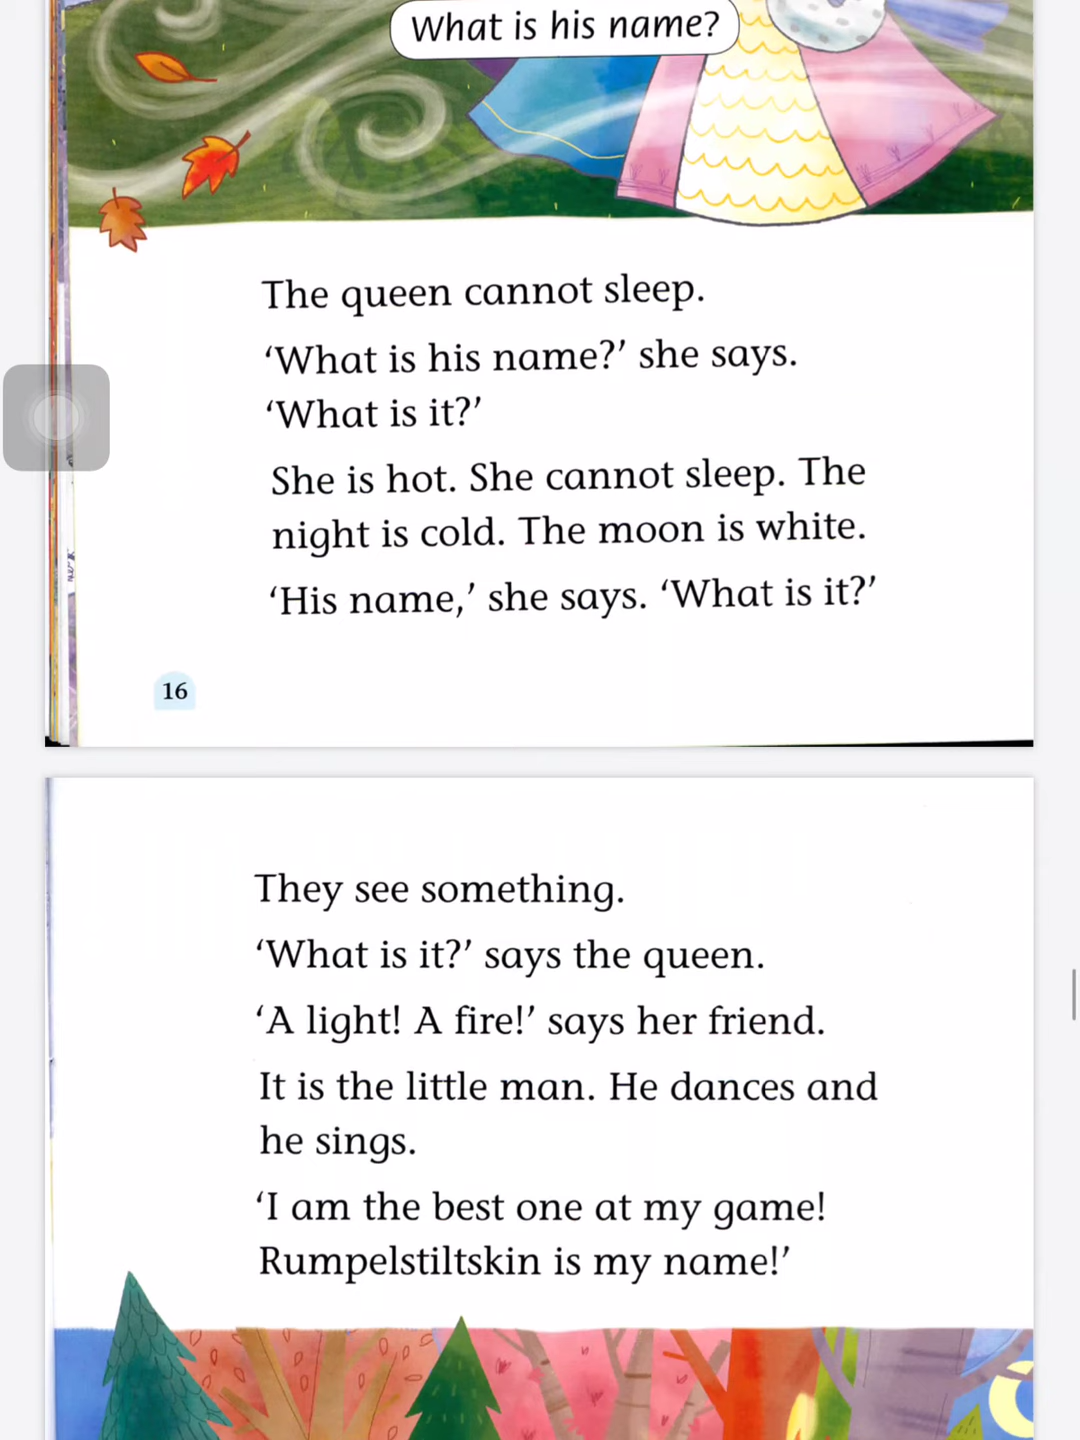 What is his name?
The queen cannot sleep.
‘What is his name?’ she says.
‘What is it?’
She is hot. She cannot sleep. The
night is cold. The moon is white.
‘His name,’ she says. ‘What is it?’
16
They see something.
‘What is it?’ says the queen.
‘A light! A fire!’ says her friend.
It is the little man. He dances and
he sings.
‘I am the best one at my game!
Rumpelstiltskin is my name!’